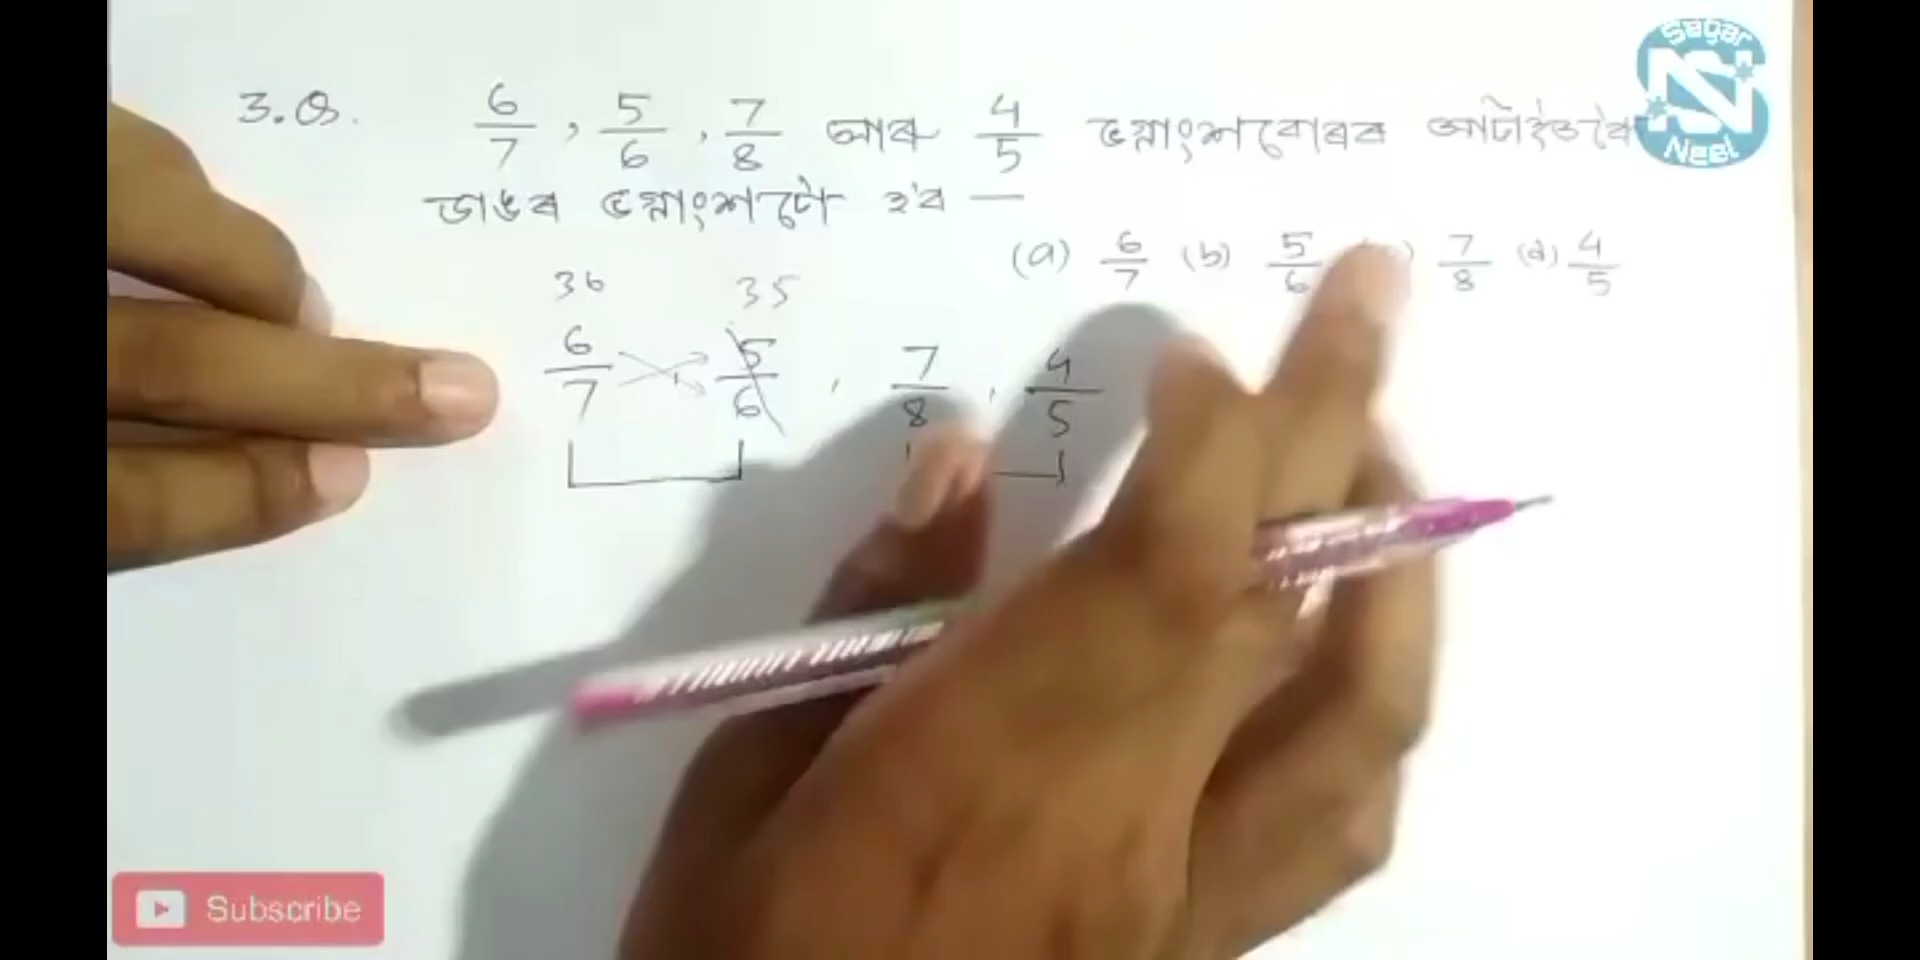 3.Q. 6/7, 5/6, 7/8 আৰু 4/5 ভগ্নাংশবোৰৰ আটাইতকৈ
ডাঙৰ ভগ্নাংশটো হ'ব —
(a) 6/7 (b) 5/6 ) 7/8 (d) 4/5
36 35
6/7 5/6 , 7/8 , 4/5
Sagar
NS
Neel
Subscribe